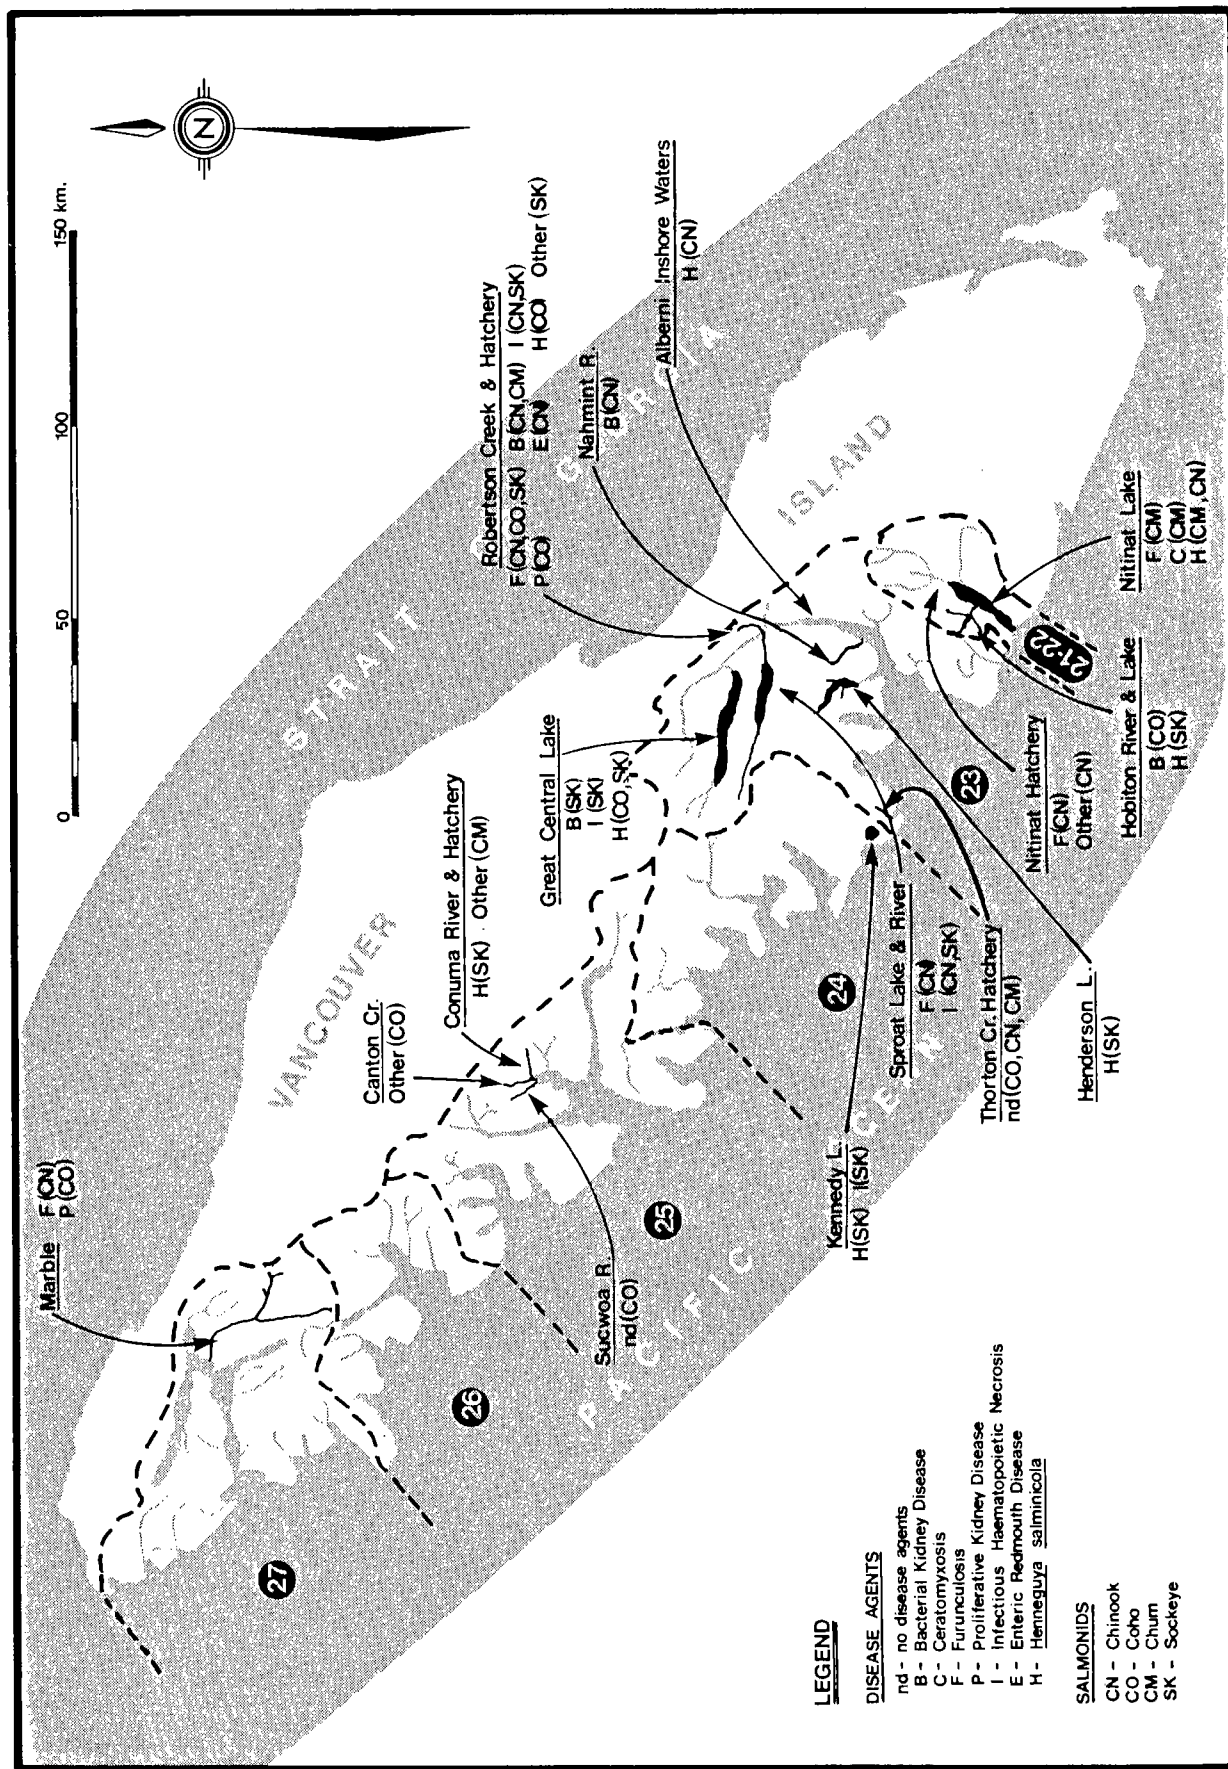 0 50 100 150 km.
N
Marble F(CN)
P(CO)
VANCOUVER
ISLAND
STRAIT
GEORGIA
PACIFIC
OCEAN
Canton Cr.
Other (CO)
Conuma River & Hatchery
H(SK) Other (CM)
Great Central Lake
B(SK)
I (SK)
H(CO,SK)
Robertson Creek & Hatchery
F(CN,CO,SK) B(CN,CM) I (CN,SK)
P(CO) E(CN) H(CO) Other (SK)
Nahmint R.
B(CN)
Alberni Inshore Waters
H (CN)
Sucwoa R.
nd(CO)
Kennedy L.
H(SK) I(SK)
Sproat Lake & River
F (CN)
I (CN,SK)
Thorton Cr. Hatchery
nd(CO, CN, CM)
Henderson L.
H(SK)
Nitinat Hatchery
F(CN)
Other (CN)
Hobiton River & Lake
B (CO)
H (SK)
Nitinat Lake
F (CM)
C (CM)
H (CM, CN)
27
26
25
24
23
21-22
LEGEND
DISEASE AGENTS
nd - no disease agents
B - Bacterial Kidney Disease
C - Ceratomyxosis
F - Furunculosis
P - Proliferative Kidney Disease
I - Infectious Haematopoietic Necrosis
E - Enteric Redmouth Disease
H - Henneguya salminicola
SALMONIDS
CN - Chinook
CO - Coho
CM - Chum
SK - Sockeye